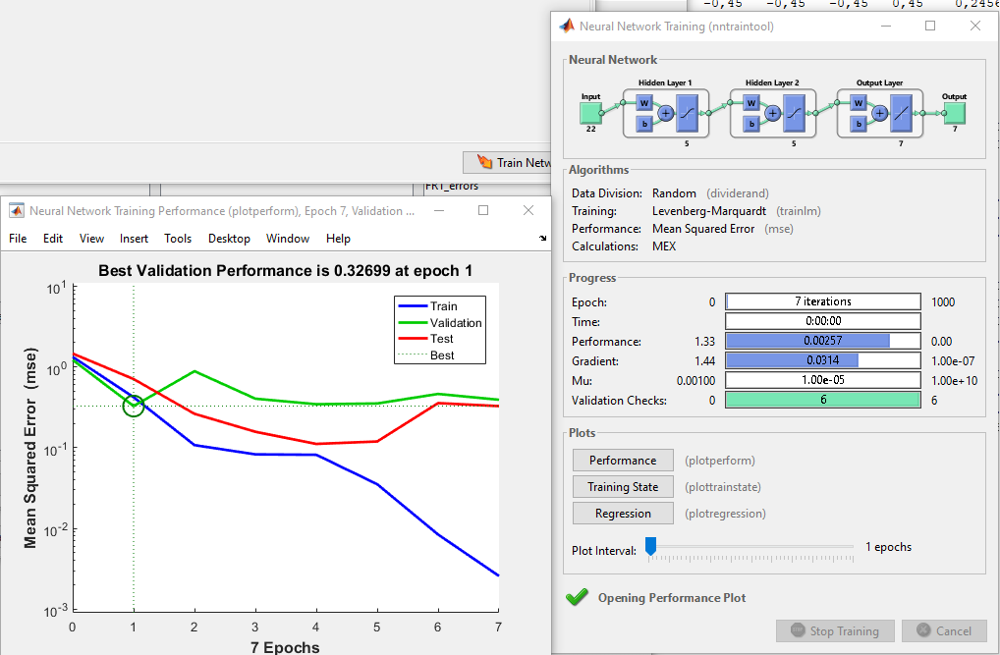 -0,45 -0,45 -0,45 0,45
Train Netw
FRT_errors
Neural Network Training Performance (plotperform), Epoch 7, Validation ...
File Edit View Insert Tools Desktop Window Help
Best Validation Performance is 0.32699 at epoch 1
Mean Squared Error (mse)
10^1
10^0
10^-1
10^-2
10^-3
Train
Validation
Test
Best
0 1 2 3 4 5 6 7
7 Epochs
Neural Network Training (nntraintool)
Neural Network
Hidden Layer 1 Hidden Layer 2 Output Layer
Input Output
W W W
b b b
+ + +
22 7
5 5 7
Algorithms
Data Division: Random (dividerand)
Training: Levenberg-Marquardt (trainlm)
Performance: Mean Squared Error (mse)
Calculations: MEX
Progress
Epoch: 0 7 iterations 1000
Time: 0:00:00
Performance: 1.33 0.00257 0.00
Gradient: 1.44 0.0314 1.00e-07
Mu: 0.00100 1.00e-05 1.00e+10
Validation Checks: 0 6 6
Plots
Performance (plotperform)
Training State (plottrainstate)
Regression (plotregression)
Plot Interval: 1 epochs
Opening Performance Plot
Stop Training Cancel